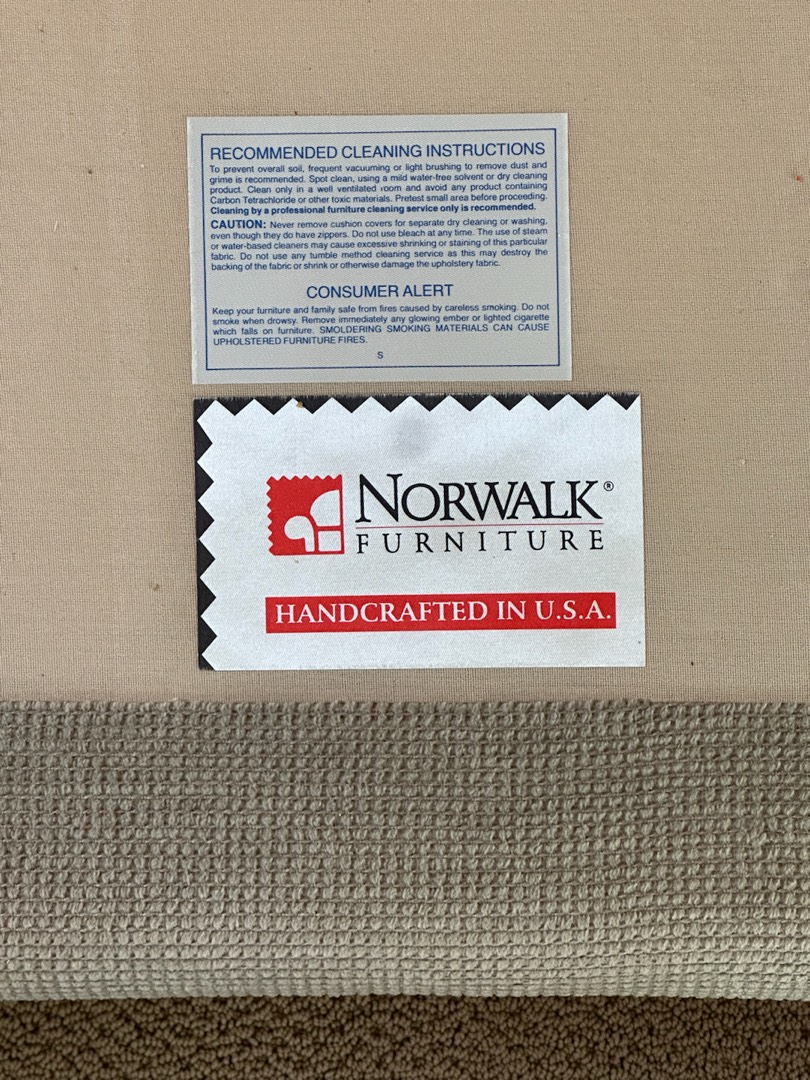 RECOMMENDED CLEANING INSTRUCTIONS
To prevent overall soil, frequent vacuuming or light brushing to remove dust and
grime is recommended. Spot clean, using a mild water-free solvent or dry cleaning
product. Clean only in a well ventilated room and avoid any product containing
Carbon Tetrachloride or other toxic materials. Pretest small area before proceeding.
Cleaning by a professional furniture cleaning service only is recommended.
CAUTION: Never remove cushion covers for separate dry cleaning or washing,
even though they do have zippers. Do not use bleach at any time. The use of steam
or water-based cleaners may cause excessive shrinking or staining of this particular
fabric. Do not use any tumble method cleaning service as this may destroy the
backing of the fabric or shrink or otherwise damage the upholstery fabric.
CONSUMER ALERT
Keep your furniture and family safe from fires caused by careless smoking. Do not
smoke when drowsy. Remove immediately any glowing ember or lighted cigarette
which falls on furniture. SMOLDERING SMOKING MATERIALS CAN CAUSE
UPHOLSTERED FURNITURE FIRES.
S
NORWALK®
FURNITURE
HANDCRAFTED IN U.S.A.